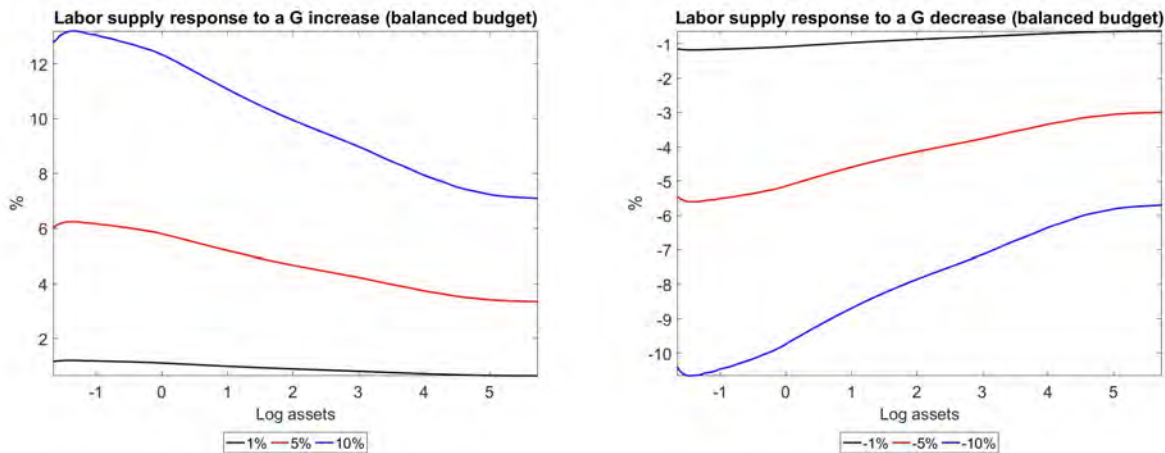 Labor supply response to a G increase (balanced budget)
12
10
8
6
4
2
%
-1 0 1 2 3 4 5
Log assets
1% 5% 10%
Labor supply response to a G decrease (balanced budget)
-1
-2
-3
-4
-5
-6
-7
-8
-9
-10
%
-1 0 1 2 3 4 5
Log assets
-1% -5% -10%